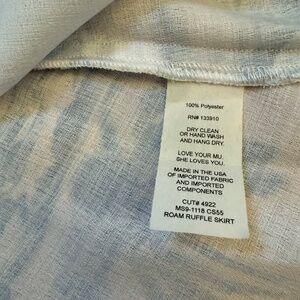 100% Polyester
RN# 133910
DRY CLEAN
OR HAND WASH
AND HANG DRY.
LOVE YOUR MU.
SHE LOVES YOU.
MADE IN THE USA
OF IMPORTED FABRIC
AND IMPORTED
COMPONENTS
CUT# 4922
MS9-1118 CS55
ROAM RUFFLE SKIRT